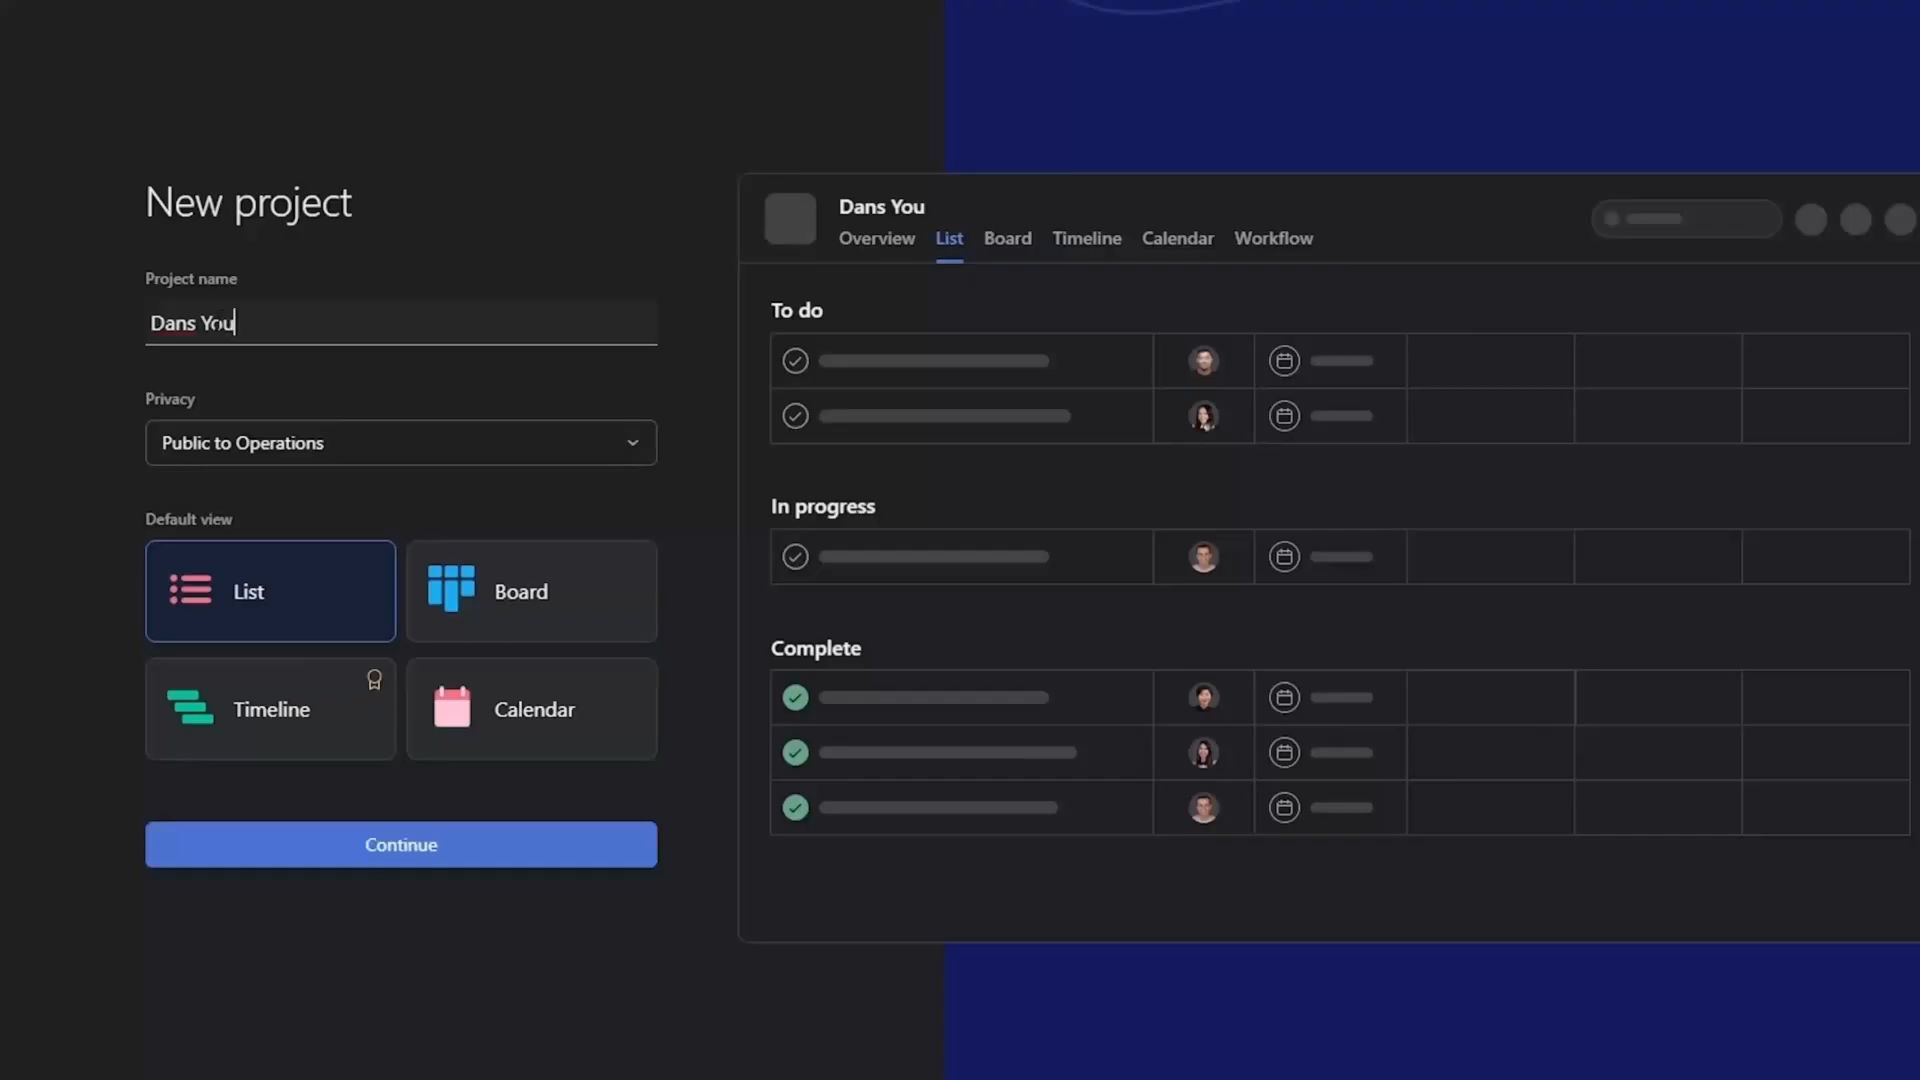 New project
Project name
Dans You
Privacy
Public to Operations
Default view
List
Board
Timeline
Calendar
Continue
Dans You
Overview List Board Timeline Calendar Workflow
To do
In progress
Complete